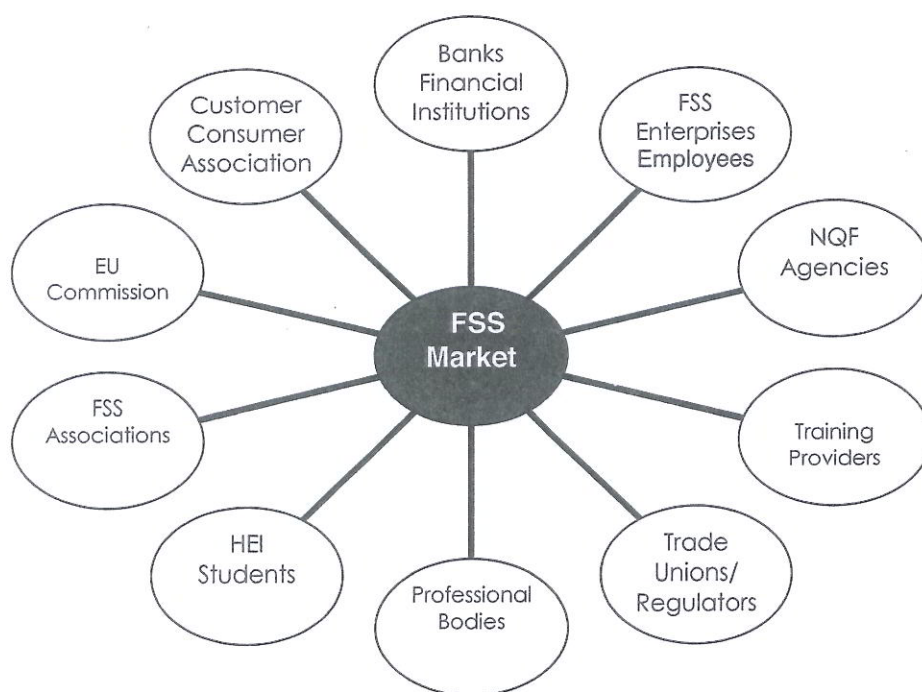 Banks
Financial
Institutions
FSS
Enterprises
Employees
NQF
Agencies
Training
Providers
Trade
Unions/
Regulators
Professional
Bodies
HEI
Students
FSS
Associations
EU
Commission
Customer
Consumer
Association
FSS
Market